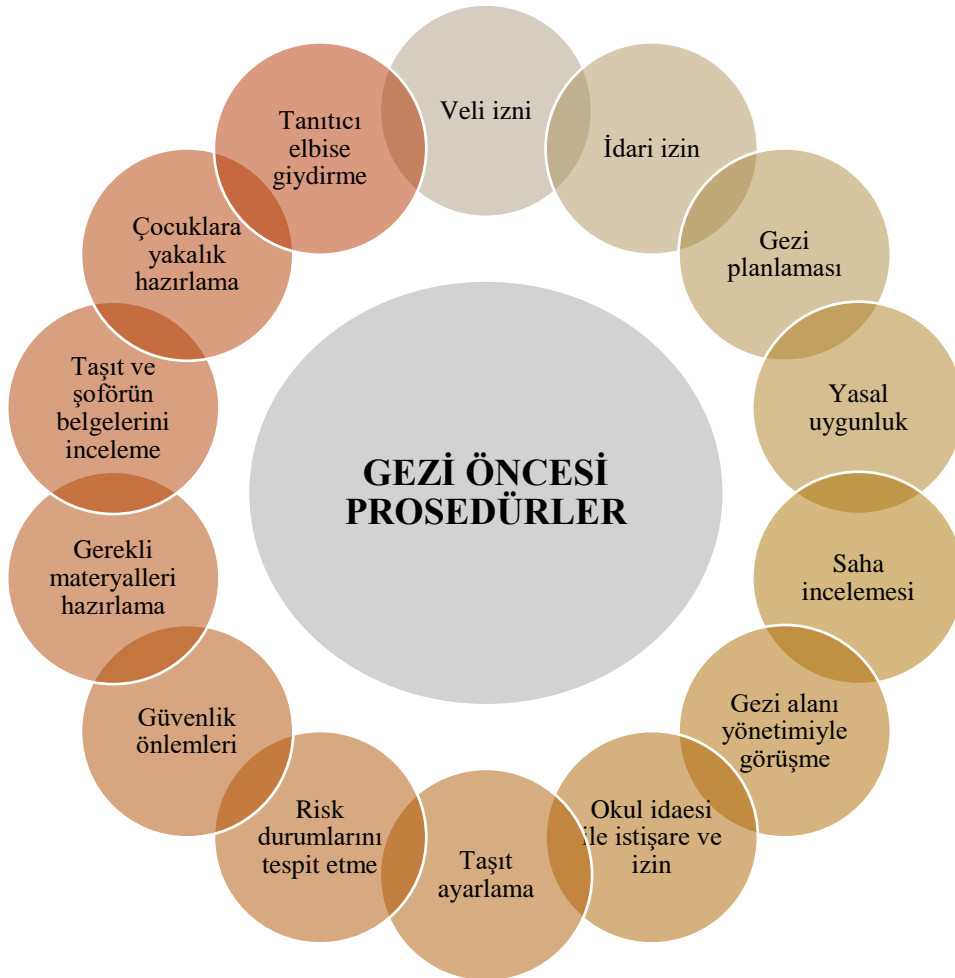 Veli izni
İdari izin
Gezi
planlaması
Yasal
uygunluk
Saha
incelemesi
Gezi alanı
yönetimiyle
görüşme
Okul idaesi
ile istişare ve
izin
Taşıt
ayarlama
Risk
durumlarını
tespit etme
Güvenlik
önlemleri
Gerekli
materyalleri
hazırlama
Taşıt ve
şoförün
belgelerini
inceleme
Çocuklara
yakalık
hazırlama
Tanıtıcı
elbise
giydirme
GEZİ ÖNCESİ
PROSEDÜRLER